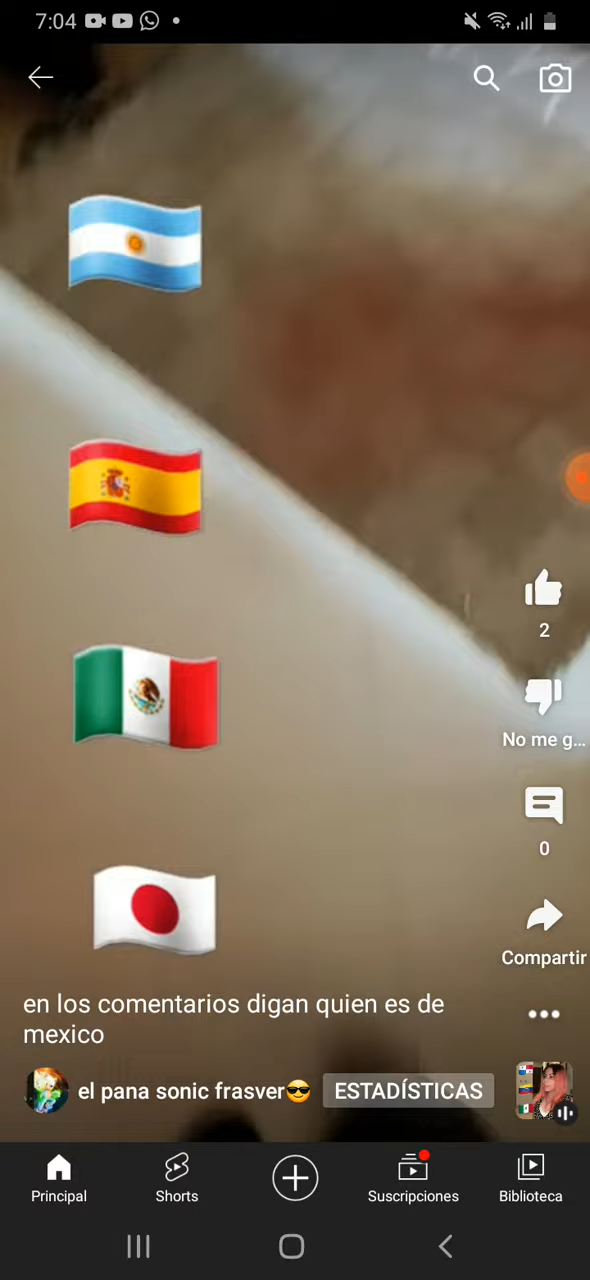 7:04
2
No me g...
0
Compartir
en los comentarios digan quien es de
mexico
el pana sonic frasver😎
ESTADÍSTICAS
Principal
Shorts
Suscripciones
Biblioteca